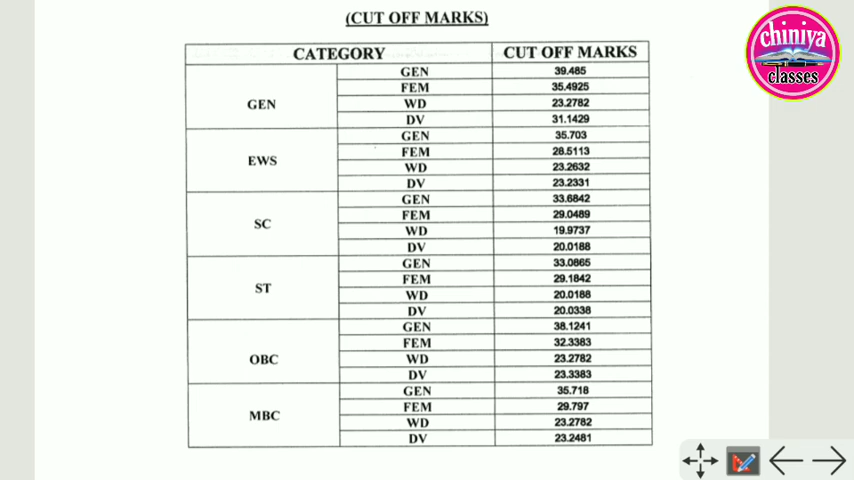 (CUT OFF MARKS)
CATEGORY CUT OFF MARKS
GEN GEN 39.485
FEM 35.4925
WD 23.2782
DV 31.1429
EWS GEN 35.703
FEM 28.5113
WD 23.2632
DV 23.2331
SC GEN 33.6842
FEM 29.0489
WD 19.9737
DV 20.0188
ST GEN 33.0865
FEM 29.1842
WD 20.0188
DV 20.0338
OBC GEN 38.1241
FEM 32.3383
WD 23.2782
DV 23.3383
MBC GEN 35.718
FEM 29.797
WD 23.2782
DV 23.2481
chiniya
classes